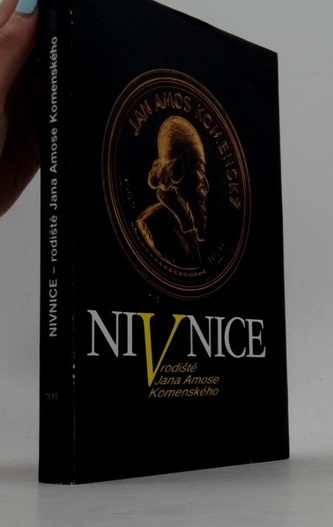 NIVNICE – rodiště Jana Amose Komenského
JAN AMOS KOMENSKÝ
NIVNICE
rodiště
Jana Amose
Komenského